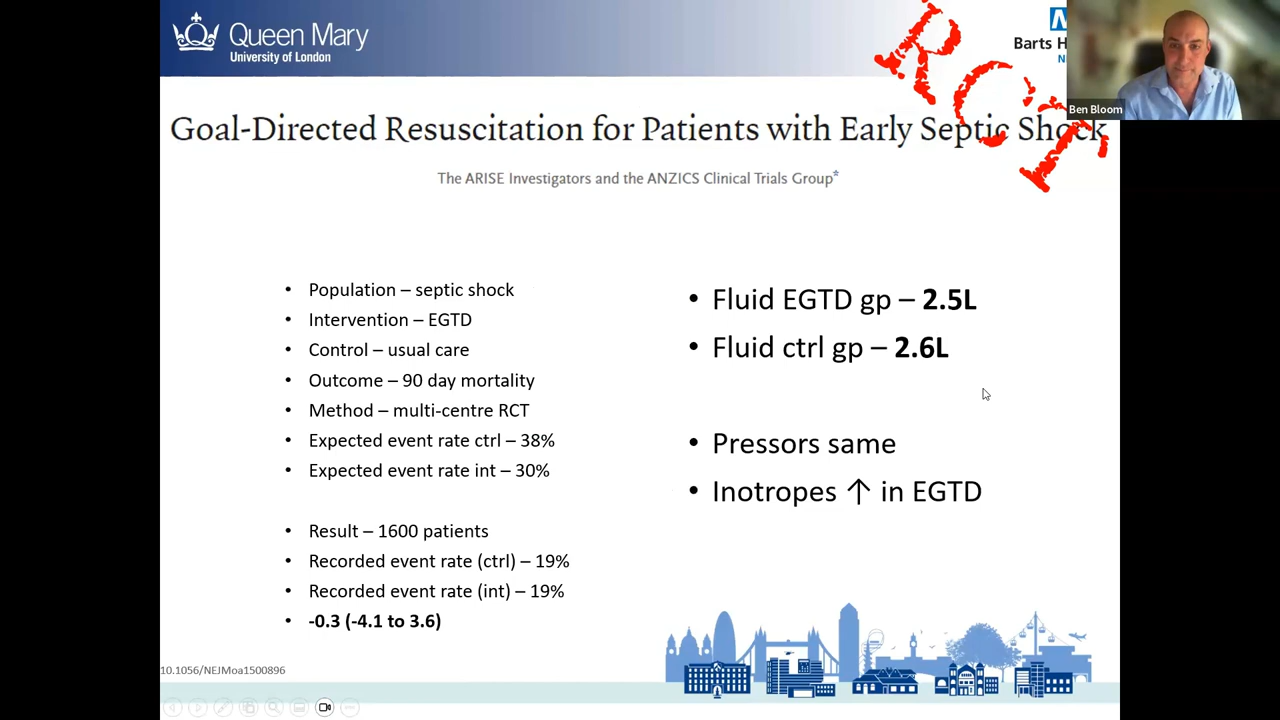 Queen Mary
University of London
Barts H
N
RCT
Ben Bloom
Goal-Directed Resuscitation for Patients with Early Septic Shock
The ARISE Investigators and the ANZICS Clinical Trials Group*
• Population – septic shock
• Intervention – EGTD
• Control – usual care
• Outcome – 90 day mortality
• Method – multi-centre RCT
• Expected event rate ctrl – 38%
• Expected event rate int – 30%
• Result – 1600 patients
• Recorded event rate (ctrl) – 19%
• Recorded event rate (int) – 19%
• -0.3 (-4.1 to 3.6)
• Fluid EGTD gp – 2.5L
• Fluid ctrl gp – 2.6L
• Pressors same
• Inotropes ↑ in EGTD
10.1056/NEJMoa1500896